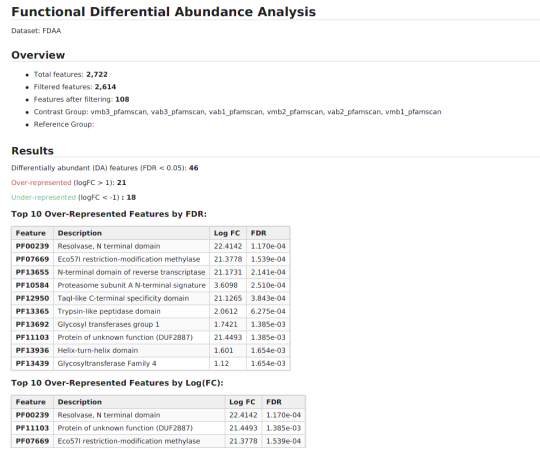 Functional Differential Abundance Analysis
Dataset: FDAA
Overview
• Total features: 2,722
• Filtered features: 2,614
• Features after filtering: 108
• Contrast Group: vmb3_pfamscan, vab3_pfamscan, vab1_pfamscan, vmb2_pfamscan, vab2_pfamscan, vmb1_pfamscan
• Reference Group:
Results
Differentially abundant (DA) features (FDR < 0.05): 46
Over-represented (logFC > 1): 21
Under-represented (logFC < -1) : 18
Top 10 Over-Represented Features by FDR:
Feature Description Log FC FDR
PF00239 Resolvase, N terminal domain 22.4142 1.170e-04
PF07669 Eco57I restriction-modification methylase 21.3778 1.539e-04
PF13655 N-terminal domain of reverse transcriptase 21.1731 2.141e-04
PF10584 Proteasome subunit A N-terminal signature 3.6098 2.510e-04
PF12950 TaqI-like C-terminal specificity domain 21.1265 3.843e-04
PF13365 Trypsin-like peptidase domain 2.0612 6.275e-04
PF13692 Glycosyl transferases group 1 1.7421 1.385e-03
PF11103 Protein of unknown function (DUF2887) 21.4493 1.385e-03
PF13936 Helix-turn-helix domain 1.601 1.654e-03
PF13439 Glycosyltransferase Family 4 1.12 1.654e-03
Top 10 Over-Represented Features by Log(FC):
Feature Description Log FC FDR
PF00239 Resolvase, N terminal domain 22.4142 1.170e-04
PF11103 Protein of unknown function (DUF2887) 21.4493 1.385e-03
PF07669 Eco57I restriction-modification methylase 21.3778 1.539e-04